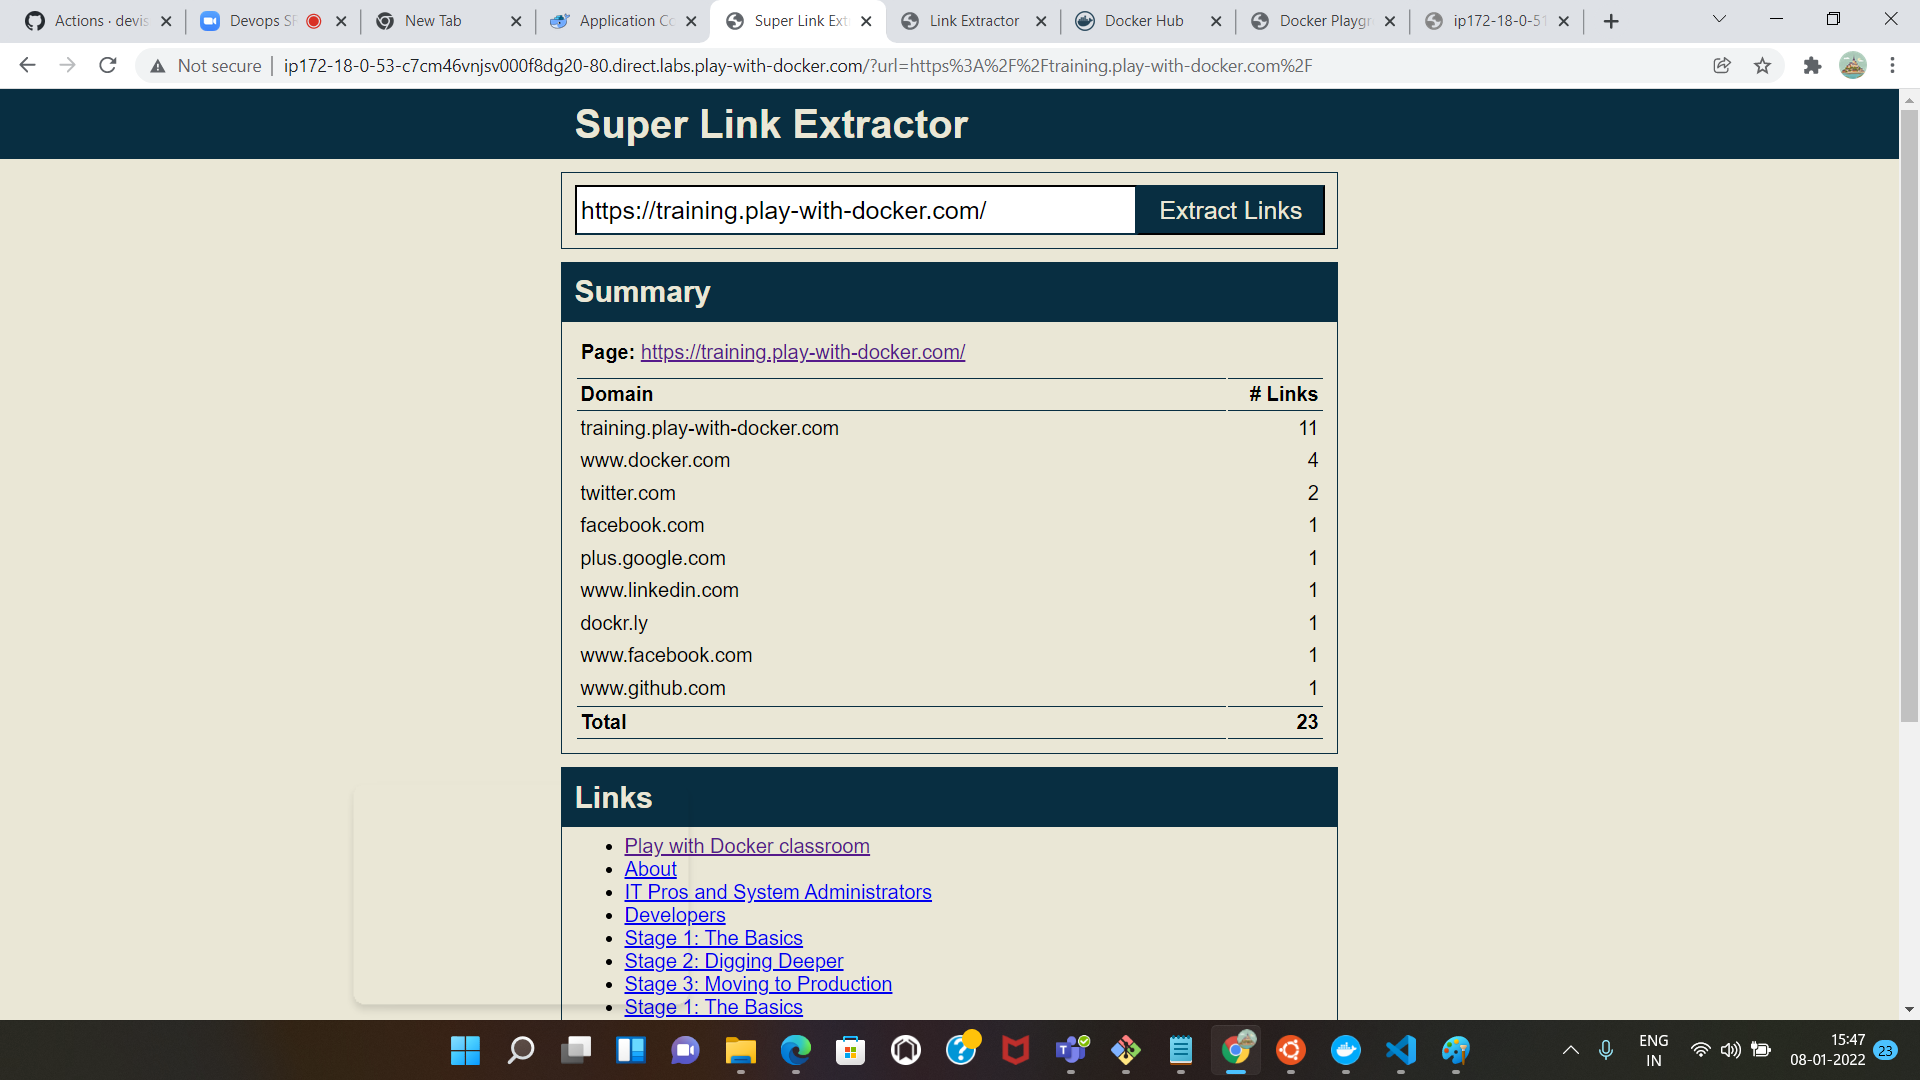 Actions · devis
Devops SR
New Tab
Application Co
Super Link Ext
Link Extractor
Docker Hub
Docker Playgr
ip172-18-0-51
Not secure
ip172-18-0-53-c7cm46vnjsv000f8dg20-80.direct.labs.play-with-docker.com/?url=https%3A%2F%2Ftraining.play-with-docker.com%2F
Super Link Extractor
https://training.play-with-docker.com/
Extract Links
Summary
Page: https://training.play-with-docker.com/
Domain # Links
training.play-with-docker.com 11
www.docker.com 4
twitter.com 2
facebook.com 1
plus.google.com 1
www.linkedin.com 1
dockr.ly 1
www.facebook.com 1
www.github.com 1
Total 23
Links
Play with Docker classroom
About
IT Pros and System Administrators
Developers
Stage 1: The Basics
Stage 2: Digging Deeper
Stage 3: Moving to Production
Stage 1: The Basics
ENG
IN
15:47
08-01-2022
23